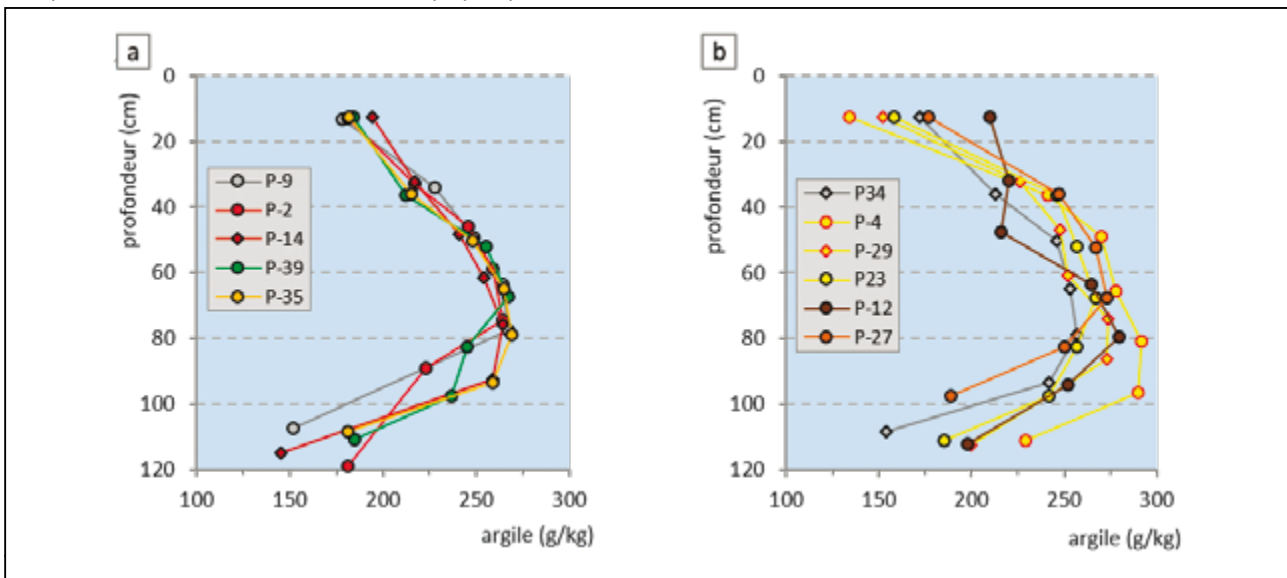 a
profondeur (cm)
0
20
40
60
80
100
120
P-9
P-2
P-14
P-39
P-35
100 150 200 250 300
argile (g/kg)
b
profondeur (cm)
0
20
40
60
80
100
120
P34
P-4
P-29
P23
P-12
P-27
100 150 200 250 300
argile (g/kg)